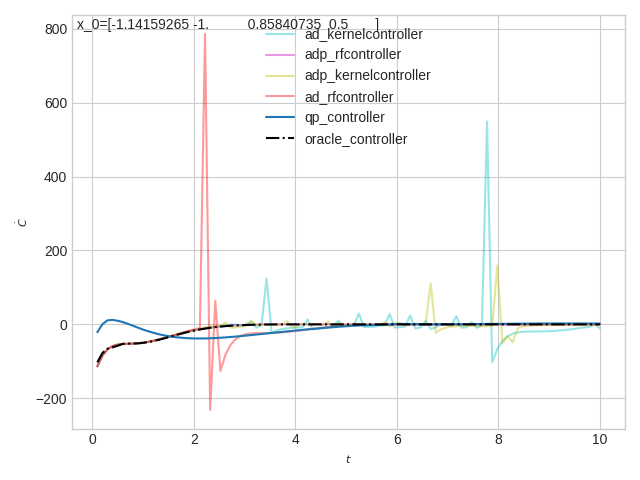 x_0=[-1.14159265 -1. 0.85840735 0.5 ]
ad_kernelcontroller
adp_rfcontroller
adp_kernelcontroller
ad_rfcontroller
qp_controller
oracle_controller
800
600
400
200
0
−200
Ċ
0 2 4 6 8 10
t